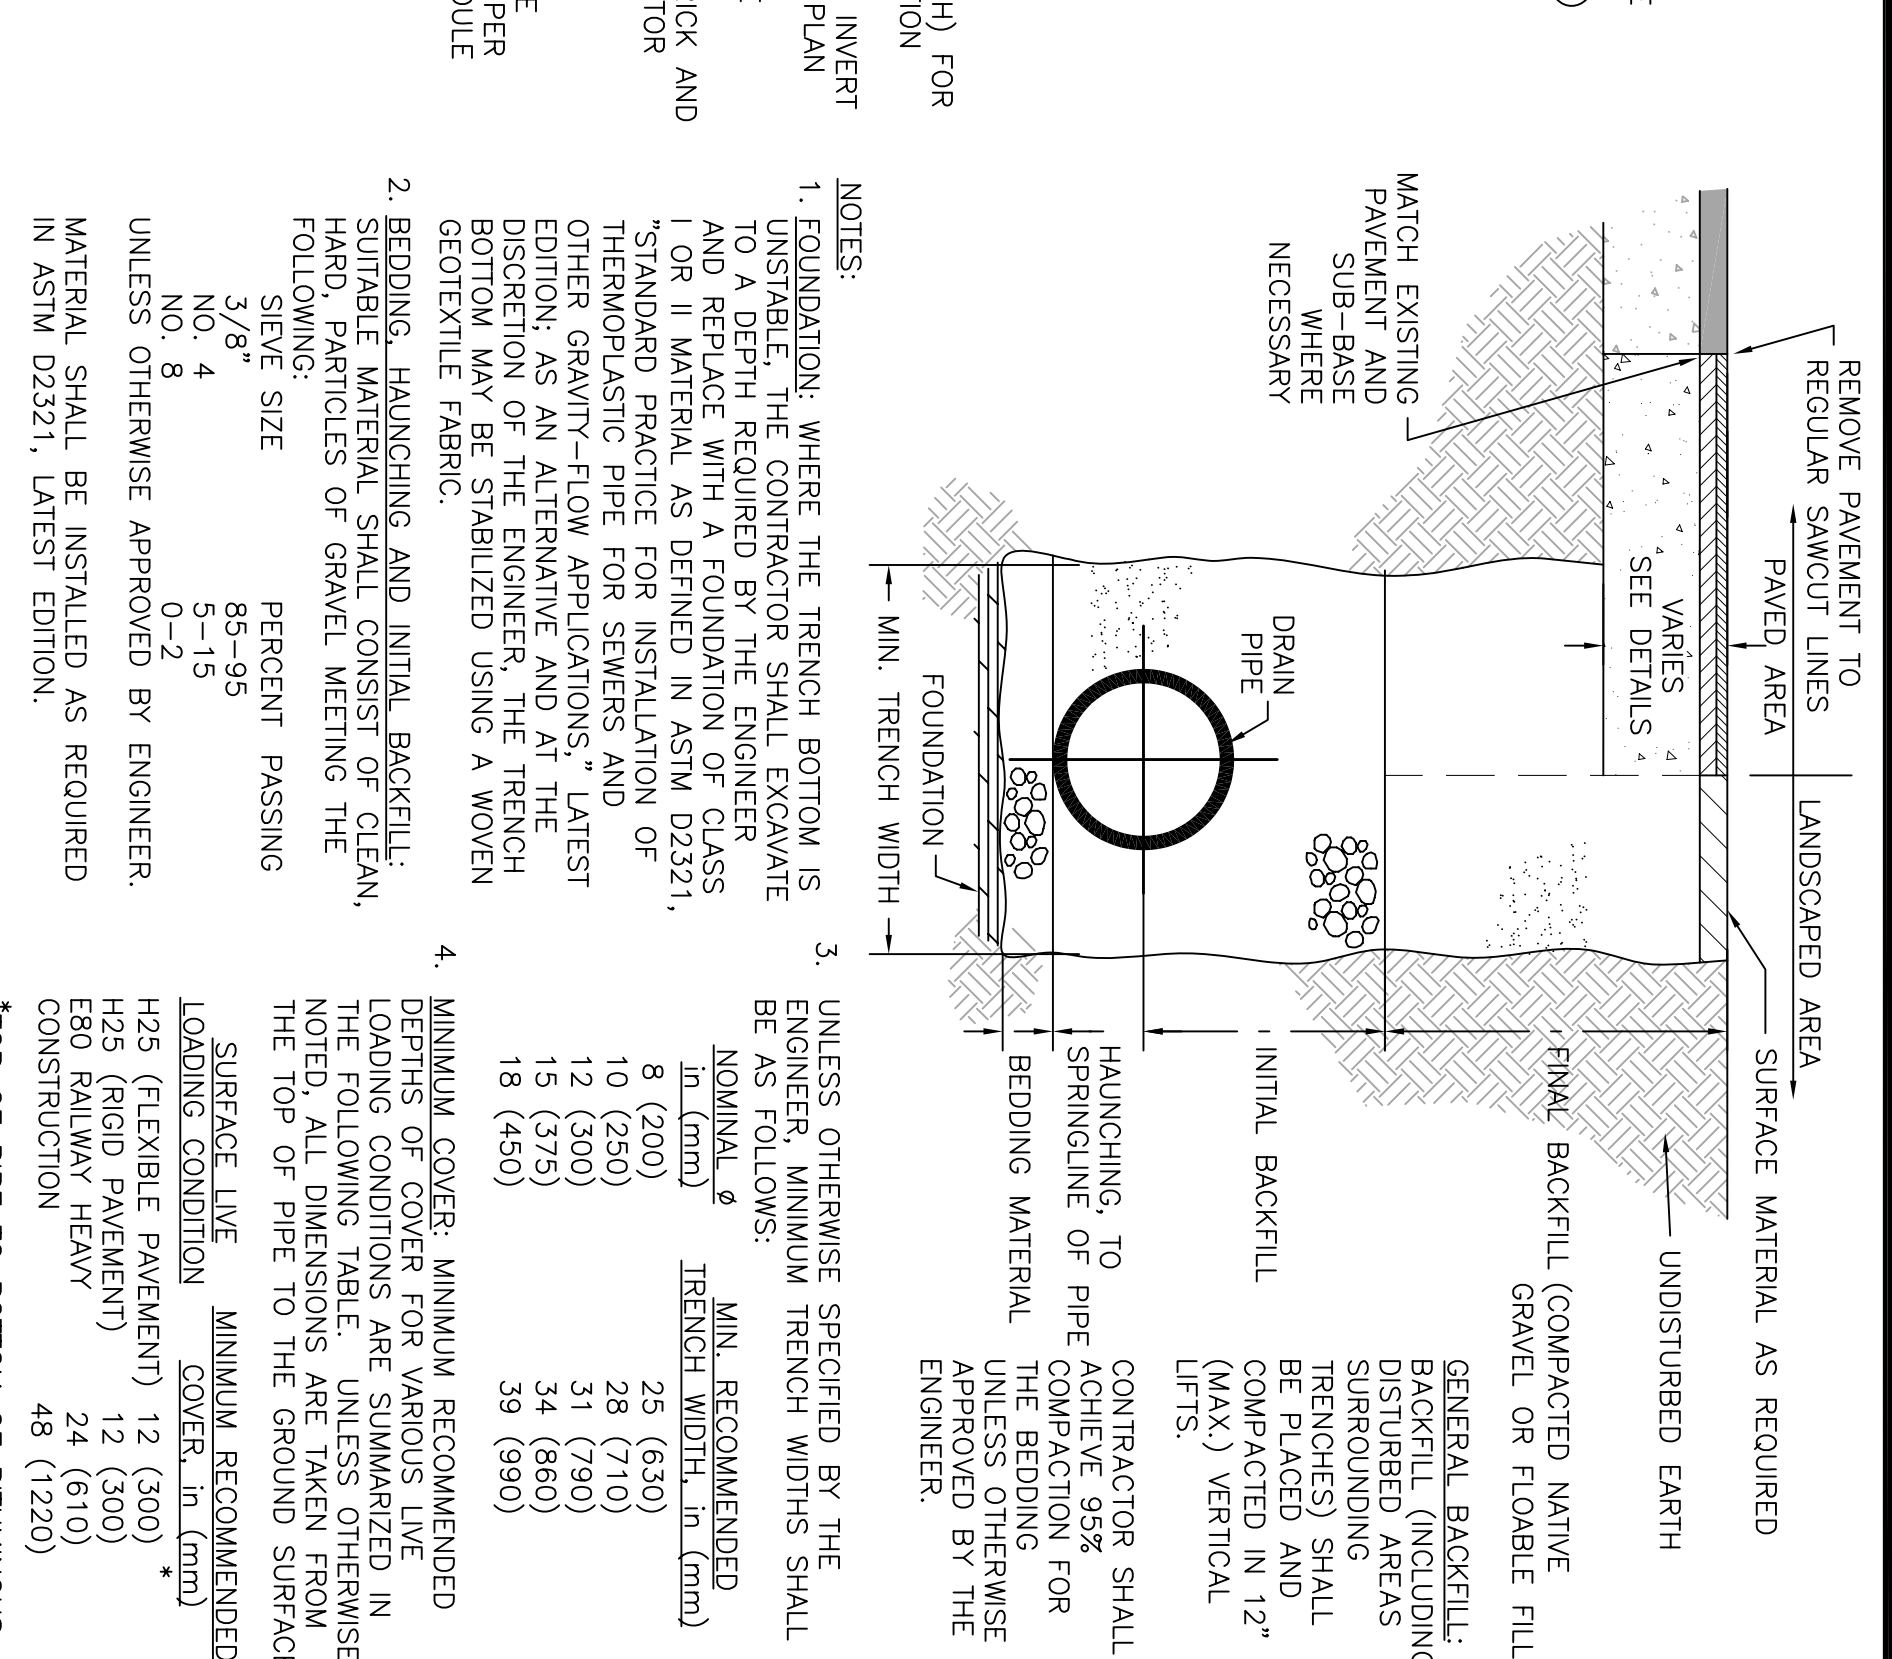 H) FOR
TION
INVERT
PLAN
RICK AND
TOR
PER
DULE
REMOVE PAVEMENT TO
REGULAR SAWCUT LINES
PAVED AREA
LANDSCAPED AREA
SURFACE MATERIAL AS REQUIRED
VARIES
SEE DETAILS
UNDISTURBED EARTH
MATCH EXISTING
PAVEMENT AND
SUB-BASE
WHERE
NECESSARY
FINAL BACKFILL (COMPACTED NATIVE
GRAVEL OR FLOABLE FILL
GENERAL BACKFILL:
BACKFILL (INCLUDING
DISTURBED AREAS
SURROUNDING
TRENCHES) SHALL
BE PLACED AND
COMPACTED IN 12"
(MAX.) VERTICAL
LIFTS.
DRAIN
PIPE
INITIAL BACKFILL
HAUNCHING, TO
SPRINGLINE OF PIPE
BEDDING MATERIAL
CONTRACTOR SHALL
ACHIEVE 95%
COMPACTION FOR
THE BEDDING
UNLESS OTHERWISE
APPROVED BY THE
ENGINEER.
FOUNDATION
MIN. TRENCH WIDTH
NOTES:
1. FOUNDATION: WHERE THE TRENCH BOTTOM IS
UNSTABLE, THE CONTRACTOR SHALL EXCAVATE
TO A DEPTH REQUIRED BY THE ENGINEER
AND REPLACE WITH A FOUNDATION OF CLASS
I OR II MATERIAL AS DEFINED IN ASTM D2321,
"STANDARD PRACTICE FOR INSTALLATION OF
THERMOPLASTIC PIPE FOR SEWERS AND
OTHER GRAVITY-FLOW APPLICATIONS," LATEST
EDITION; AS AN ALTERNATIVE AND AT THE
DISCRETION OF THE ENGINEER, THE TRENCH
BOTTOM MAY BE STABILIZED USING A WOVEN
GEOTEXTILE FABRIC.
2. BEDDING, HAUNCHING AND INITIAL BACKFILL:
SUITABLE MATERIAL SHALL CONSIST OF CLEAN,
HARD, PARTICLES OF GRAVEL MEETING THE
FOLLOWING:
SIEVE SIZE PERCENT PASSING
3/8" 85-95
NO. 4 5-15
NO. 8 0-2
UNLESS OTHERWISE APPROVED BY ENGINEER.
MATERIAL SHALL BE INSTALLED AS REQUIRED
IN ASTM D2321, LATEST EDITION.
3. UNLESS OTHERWISE SPECIFIED BY THE
ENGINEER, MINIMUM TRENCH WIDTHS SHALL
BE AS FOLLOWS:
NOMINAL ø MIN. RECOMMENDED
in (mm) TRENCH WIDTH, in (mm)
8 (200) 25 (630)
10 (250) 28 (710)
12 (300) 31 (790)
15 (375) 34 (860)
18 (450) 39 (990)
4. MINIMUM COVER: MINIMUM RECOMMENDED
DEPTHS OF COVER FOR VARIOUS LIVE
LOADING CONDITIONS ARE SUMMARIZED IN
THE FOLLOWING TABLE. UNLESS OTHERWISE
NOTED, ALL DIMENSIONS ARE TAKEN FROM
THE TOP OF PIPE TO THE GROUND SURFAC
SURFACE LIVE MINIMUM RECOMMENDED
LOADING CONDITION COVER, in (mm)
H25 (FLEXIBLE PAVEMENT) 12 (300) *
H25 (RIGID PAVEMENT) 12 (300)
E80 RAILWAY 24 (610)
HEAVY CONSTRUCTION 48 (1220)